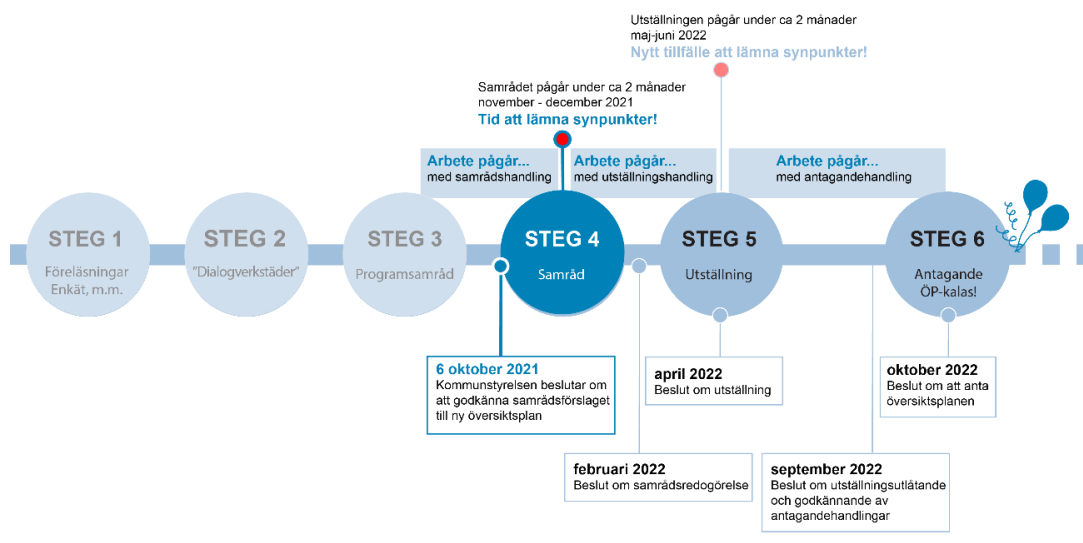 Utställningen pågår under ca 2 månader
maj-juni 2022
Nytt tillfälle att lämna synpunkter!
Samrådet pågår under ca 2 månader
november - december 2021
Tid att lämna synpunkter!
Arbete pågår...
med samrådshandling
Arbete pågår...
med utställningshandling
Arbete pågår...
med antagandehandling
STEG 1
Föreläsningar
Enkät, m.m.
STEG 2
"Dialogverkstäder"
STEG 3
Programsamråd
STEG 4
Samråd
STEG 5
Utställning
STEG 6
Antagande
ÖP-kalas!
6 oktober 2021
Kommunstyrelsen beslutar om
att godkänna samrådsförslaget
till ny översiktsplan
april 2022
Beslut om utställning
oktober 2022
Beslut om att anta
översiktsplanen
februari 2022
Beslut om samrådsredogörelse
september 2022
Beslut om utställningsutlåtande
och godkännande av
antagandehandlingar